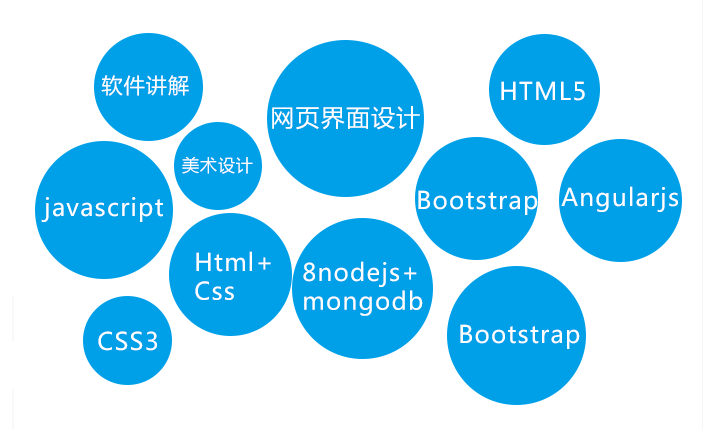 软件讲解
网页界面设计
HTML5
美术设计
javascript
Bootstrap
Angularjs
Html+
Css
8nodejs+
mongodb
CSS3
Bootstrap